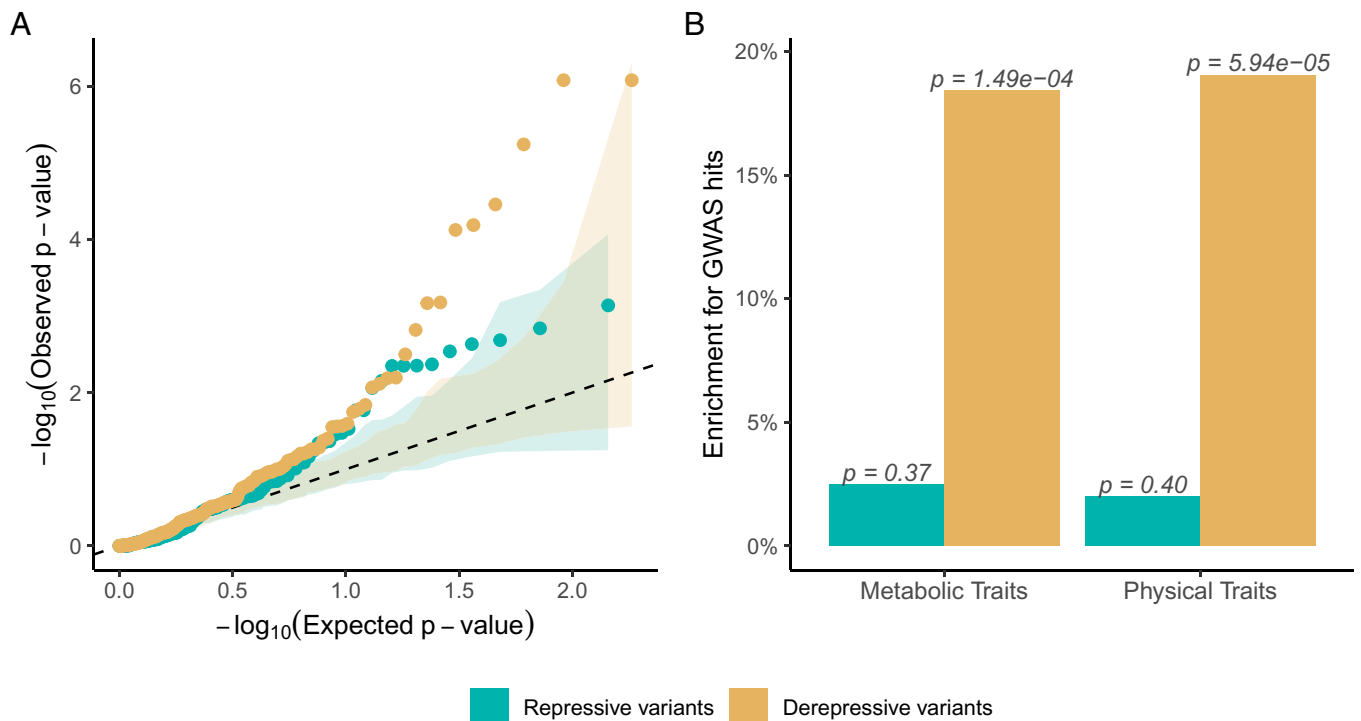 A
−log10(Observed p − value)
6
4
2
0
0.0 0.5 1.0 1.5 2.0
−log10(Expected p − value)
B
Enrichment for GWAS hits
20%
15%
10%
5%
0%
p = 1.49e−04
p = 5.94e−05
p = 0.37
p = 0.40
Metabolic Traits Physical Traits
Repressive variants Derepressive variants